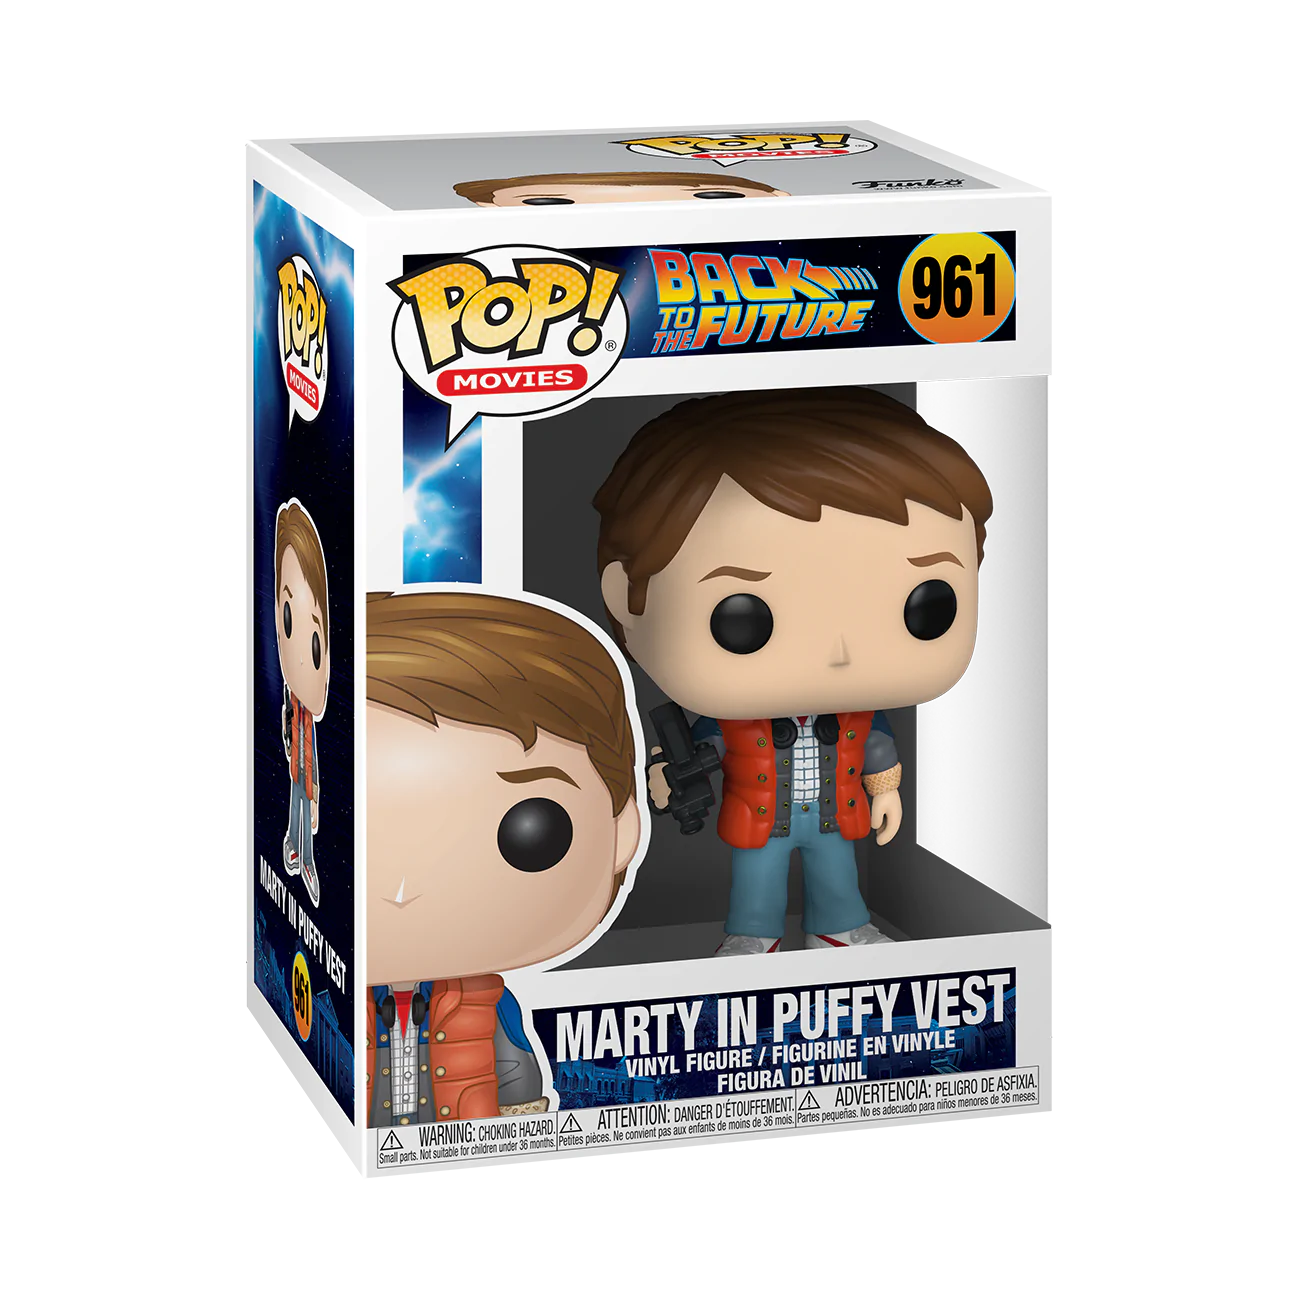 POP!
MOVIES
Funko
POP!®
MOVIES
BACK
TO THE FUTURE
961
POP!
MOVIES
MARTY IN PUFFY VEST
961
MARTY IN PUFFY VEST
VINYL FIGURE / FIGURINE EN VINYLE
FIGURA DE VINIL
WARNING: CHOKING HAZARD.
Small parts. Not suitable for children under 36 months.
ATTENTION: DANGER D'ÉTOUFFEMENT.
Petites pièces. Ne convient pas aux enfants de moins de 36 mois.
ADVERTENCIA: PELIGRO DE ASFIXIA.
Partes pequeñas. No es adecuado para niños menores de 36 meses.